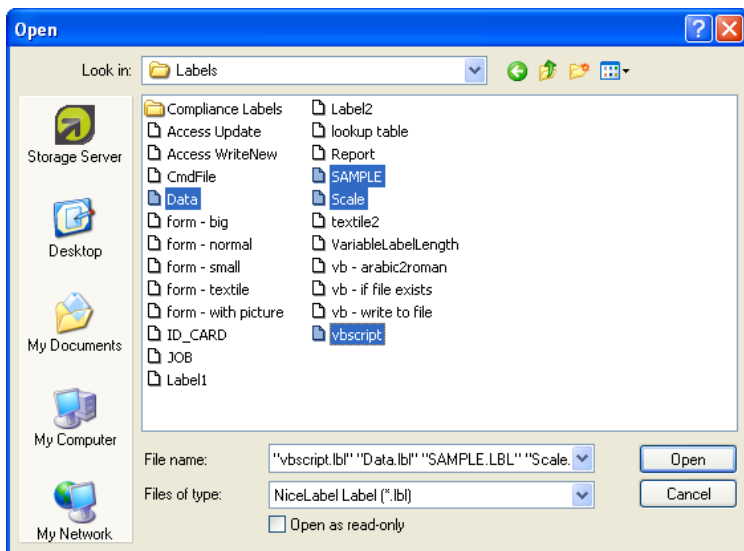 Open
Look in: Labels
Storage Server
Desktop
My Documents
My Computer
My Network
Compliance Labels
Access Update
Access WriteNew
CmdFile
Data
form - big
form - normal
form - small
form - textile
form - with picture
ID_CARD
JOB
Label1
Label2
lookup table
Report
SAMPLE
Scale
textile2
VariableLabelLength
vb - arabic2roman
vb - if file exists
vb - write to file
vbscript
File name: "vbscript.lbl" "Data.lbl" "SAMPLE.LBL" "Scale.
Open
Files of type: NiceLabel Label (*.lbl)
Cancel
Open as read-only